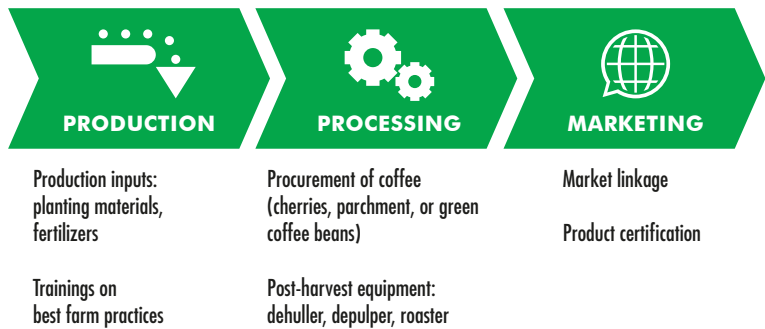 PRODUCTION
PROCESSING
MARKETING
Production inputs:
planting materials,
fertilizers
Trainings on
best farm practices
Procurement of coffee
(cherries, parchment, or green
coffee beans)
Post-harvest equipment:
dehuller, depulper, roaster
Market linkage
Product certification